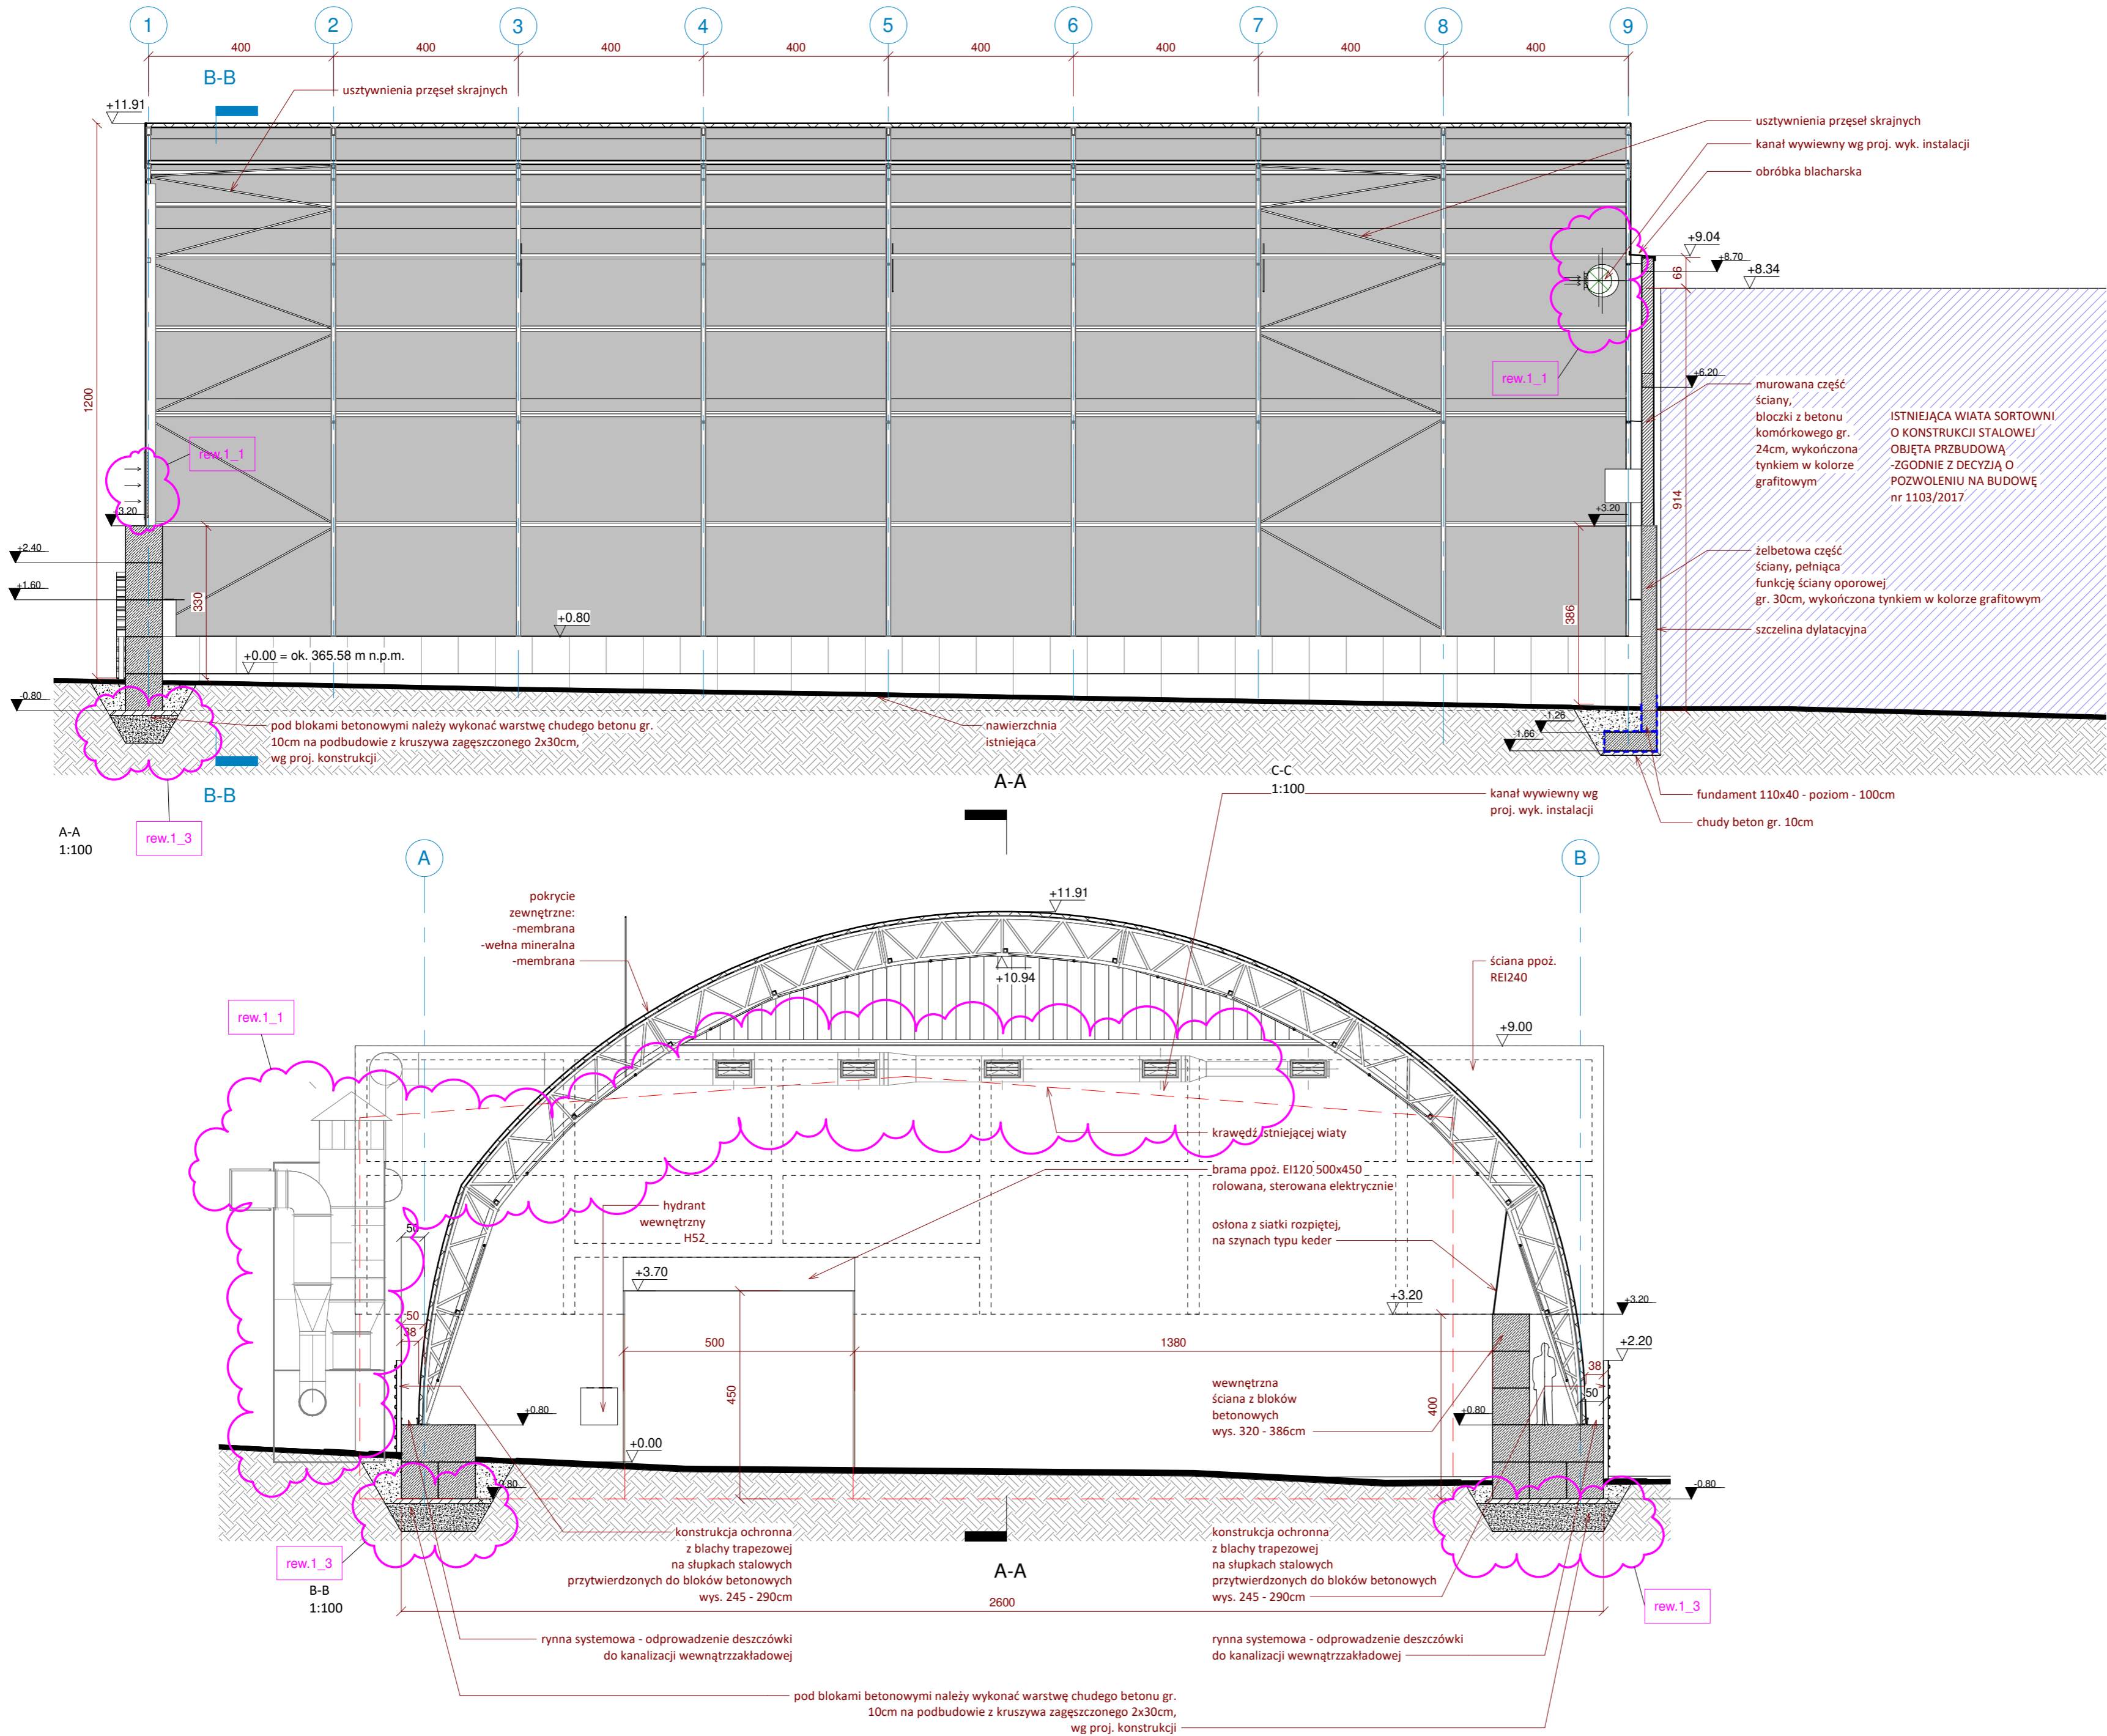 1
2
3
4
5
6
7
8
9
400
400
400
400
400
400
400
400
B-B
usztywnienia przęseł skrajnych
+11.91
usztywnienia przęseł skrajnych
kanał wywiewny wg proj. wyk. instalacji
obróbka blacharska
+9.04
+8.70
66
+8.34
1200
rew.1_1
+6.20
murowana część
ściany,
bloczki z betonu
komórkowego gr.
24cm, wykończona
tynkiem w kolorze
grafitowym
ISTNIEJĄCA WIATA SORTOWNI
O KONSTRUKCJI STALOWEJ
OBJĘTA PRZBUDOWĄ
-ZGODNIE Z DECYZJĄ O
POZWOLENIU NA BUDOWĘ
nr 1103/2017
rew.1_1
914
+3.20
+3.20
+2.40
+1.60
330
386
żelbetowa część
ściany, pełniąca
funkcję ściany oporowej
gr. 30cm, wykończona tynkiem w kolorze grafitowym
szczelina dylatacyjna
+0.80
+0.00 = ok. 365.58 m n.p.m.
-0.80
pod blokami betonowymi należy wykonać warstwę chudego betonu gr.
10cm na podbudowie z kruszywa zagęszczonego 2x30cm,
wg proj. konstrukcji
nawierzchnia
istniejąca
-1.26
-1.66
B-B
A-A
C-C
1:100
kanał wywiewny wg
proj. wyk. instalacji
fundament 110x40 - poziom - 100cm
chudy beton gr. 10cm
rew.1_3
A-A
1:100
A
B
pokrycie
zewnętrzne:
-membrana
-wełna mineralna
-membrana
+11.91
+10.94
ściana ppoż.
REI240
+9.00
rew.1_1
krawędź istniejącej wiaty
brama ppoż. EI120 500x450
rolowana, sterowana elektrycznie
hydrant
wewnętrzny
H52
osłona z siatki rozpiętej,
na szynach typu keder
50
+3.70
+3.20
+3.20
50
38
500
1380
+2.20
38
50
450
400
wewnętrzna
ściana z bloków
betonowych
wys. 320 - 386cm
+0.80
+0.80
+0.00
-0.80
-0.80
konstrukcja ochronna
z blachy trapezowej
na słupkach stalowych
przytwierdzonych do bloków betonowych
wys. 245 - 290cm
konstrukcja ochronna
z blachy trapezowej
na słupkach stalowych
przytwierdzonych do bloków betonowych
wys. 245 - 290cm
rew.1_3
B-B
1:100
A-A
2600
rew.1_3
rynna systemowa - odprowadzenie deszczówki
do kanalizacji wewnątrzzakładowej
rynna systemowa - odprowadzenie deszczówki
do kanalizacji wewnątrzzakładowej
pod blokami betonowymi należy wykonać warstwę chudego betonu gr.
10cm na podbudowie z kruszywa zagęszczonego 2x30cm,
wg proj. konstrukcji